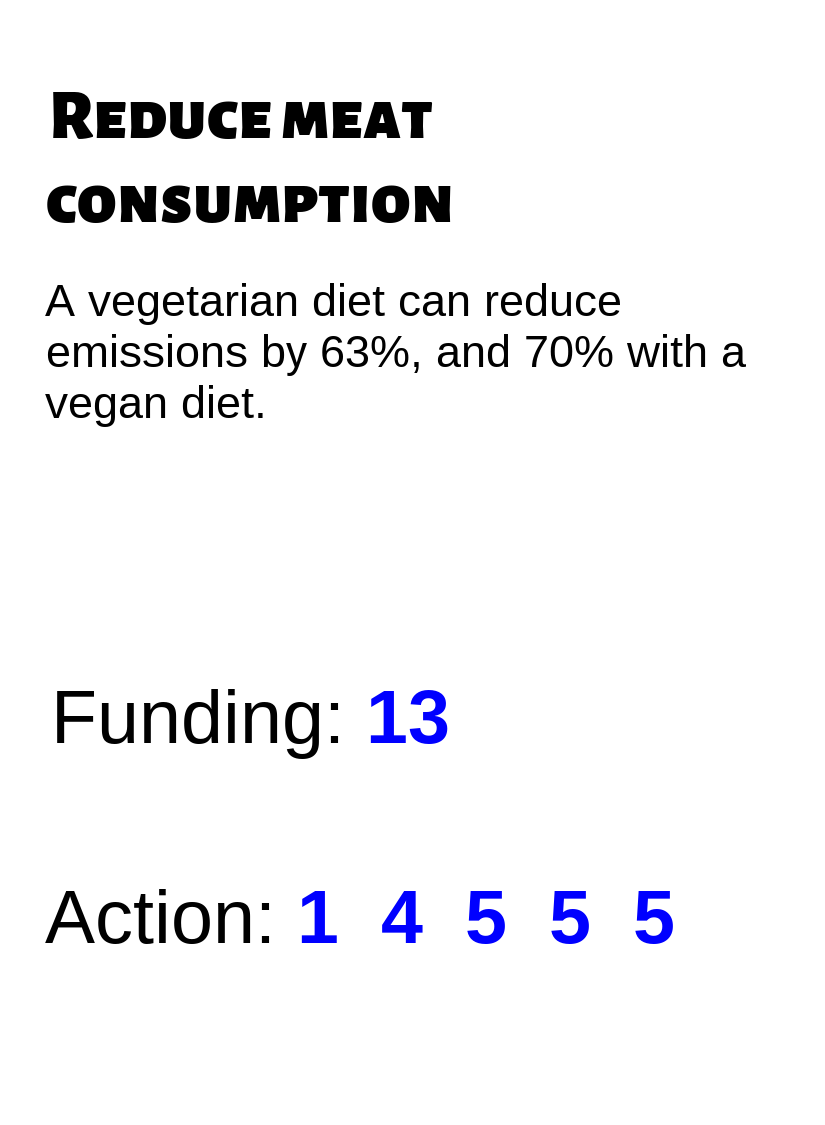 Reduce meat
consumption
A vegetarian diet can reduce
emissions by 63%, and 70% with a
vegan diet.
Funding: 13
Action: 1 4 5 5 5